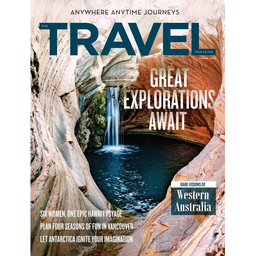 ANYWHERE ANYTIME JOURNEYS
THE
TRAVEL
MAGAZINE
GREAT
EXPLORATIONS
AWAIT
RARE VISIONS OF
Western
Australia
SIX WOMEN, ONE EPIC HAWAI'I VOYAGE
PLAN FOUR SEASONS OF FUN IN VANCOUVER
LET ANTARCTICA IGNITE YOUR IMAGINATION